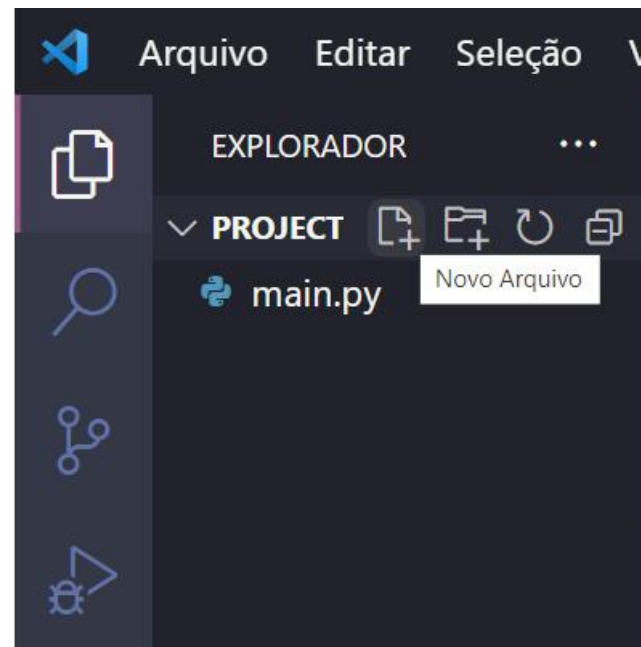 Arquivo Editar Seleção
EXPLORADOR ...
PROJECT
Novo Arquivo
main.py